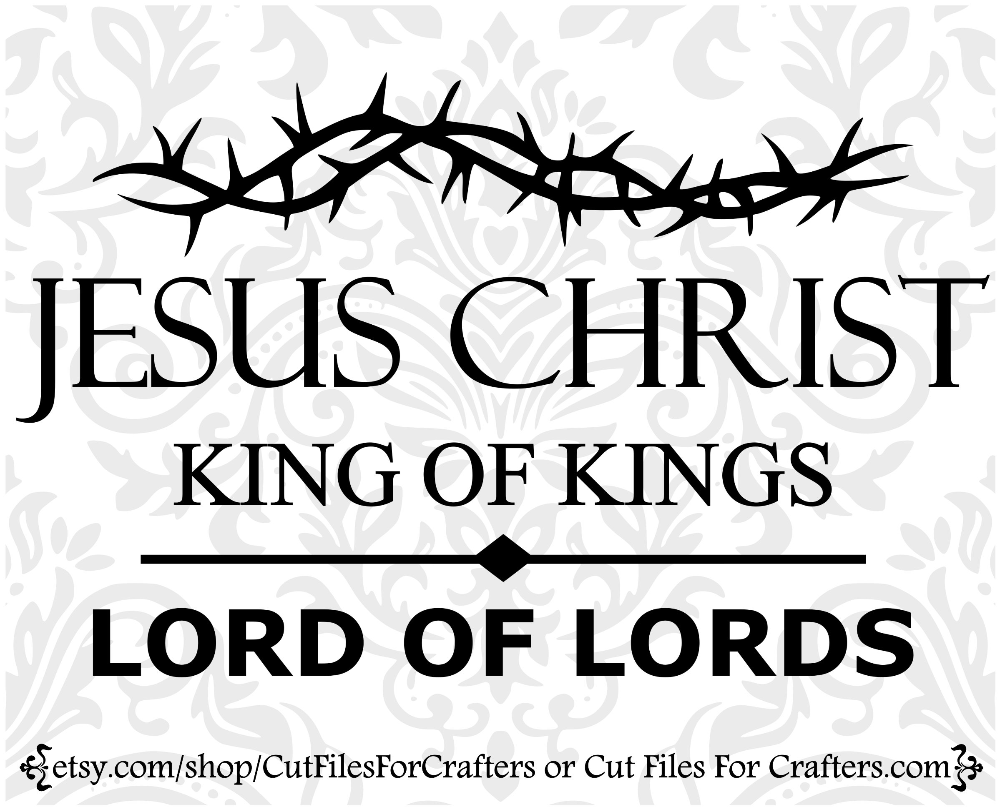 JESUS CHRIST
KING OF KINGS
LORD OF LORDS
etsy.com/shop/CutFilesForCrafters or Cut Files For Crafters.com